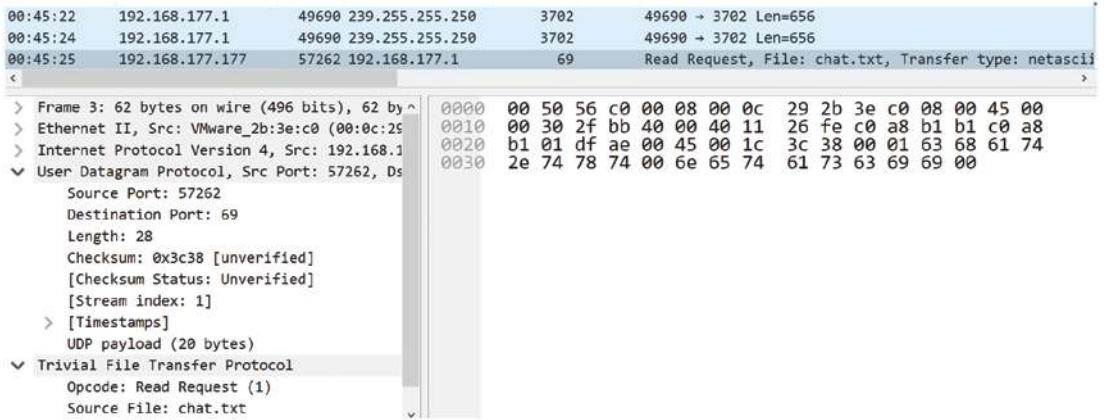 00:45:22 192.168.177.1 49690 239.255.255.250 3702 49690 → 3702 Len=656
00:45:24 192.168.177.1 49690 239.255.255.250 3702 49690 → 3702 Len=656
00:45:25 192.168.177.177 57262 192.168.177.1 69 Read Request, File: chat.txt, Transfer type: netascii
Frame 3: 62 bytes on wire (496 bits), 62 by
Ethernet II, Src: VMware_2b:3e:c0 (00:0c:29
Internet Protocol Version 4, Src: 192.168.1
User Datagram Protocol, Src Port: 57262, Ds
Source Port: 57262
Destination Port: 69
Length: 28
Checksum: 0x3c38 [unverified]
[Checksum Status: Unverified]
[Stream index: 1]
[Timestamps]
UDP payload (20 bytes)
Trivial File Transfer Protocol
Opcode: Read Request (1)
Source File: chat.txt
0000 00 50 56 c0 00 08 00 0c 29 2b 3e c0 08 00 45 00
0010 00 30 2f bb 40 00 40 11 26 fe c0 a8 b1 b1 c0 a8
0020 b1 01 df ae 00 45 00 1c 3c 38 00 01 63 68 61 74
0030 2e 74 78 74 00 6e 65 74 61 73 63 69 69 00